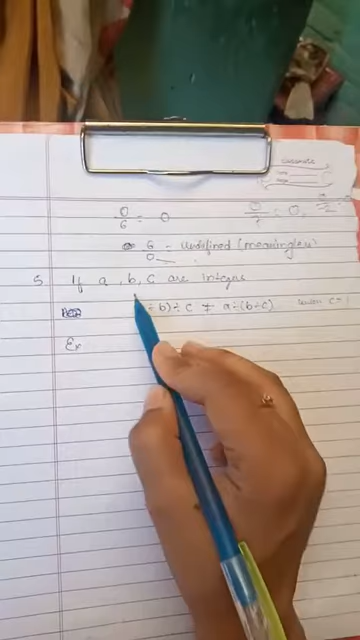 0/6 = 0
6/0 = undefined (meaningless)
5 If a, b, c are integers
÷ b) ÷ c ≠ a ÷ (b ÷ c)
Ex